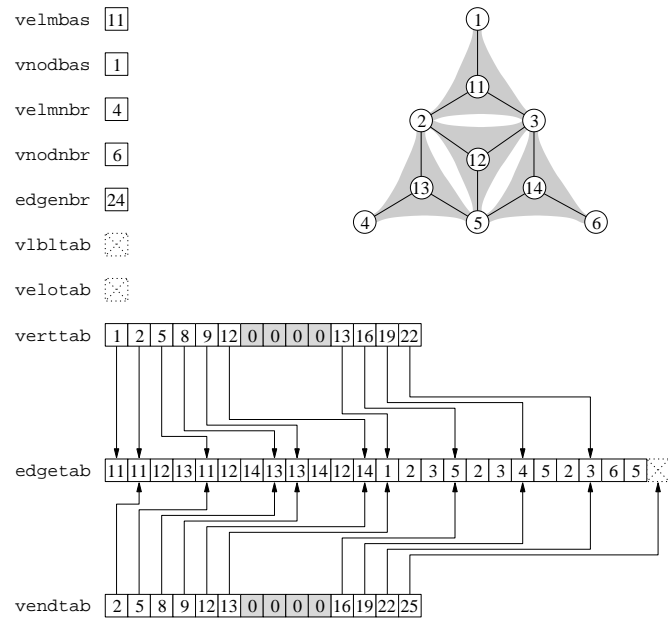 velmbas 11
vnodbas 1
velmnbr 4
vnodnbr 6
edgenbr 24
vlbltab
velotab
1
11
2 3
12
13 14
4 5 6
verttab 1 2 5 8 9 12 0 0 0 0 13 16 19 22
edgetab 11 11 12 13 11 12 14 13 13 14 12 14 1 2 3 5 2 3 4 5 2 3 6 5
vendtab 2 5 8 9 12 13 0 0 0 0 16 19 22 25